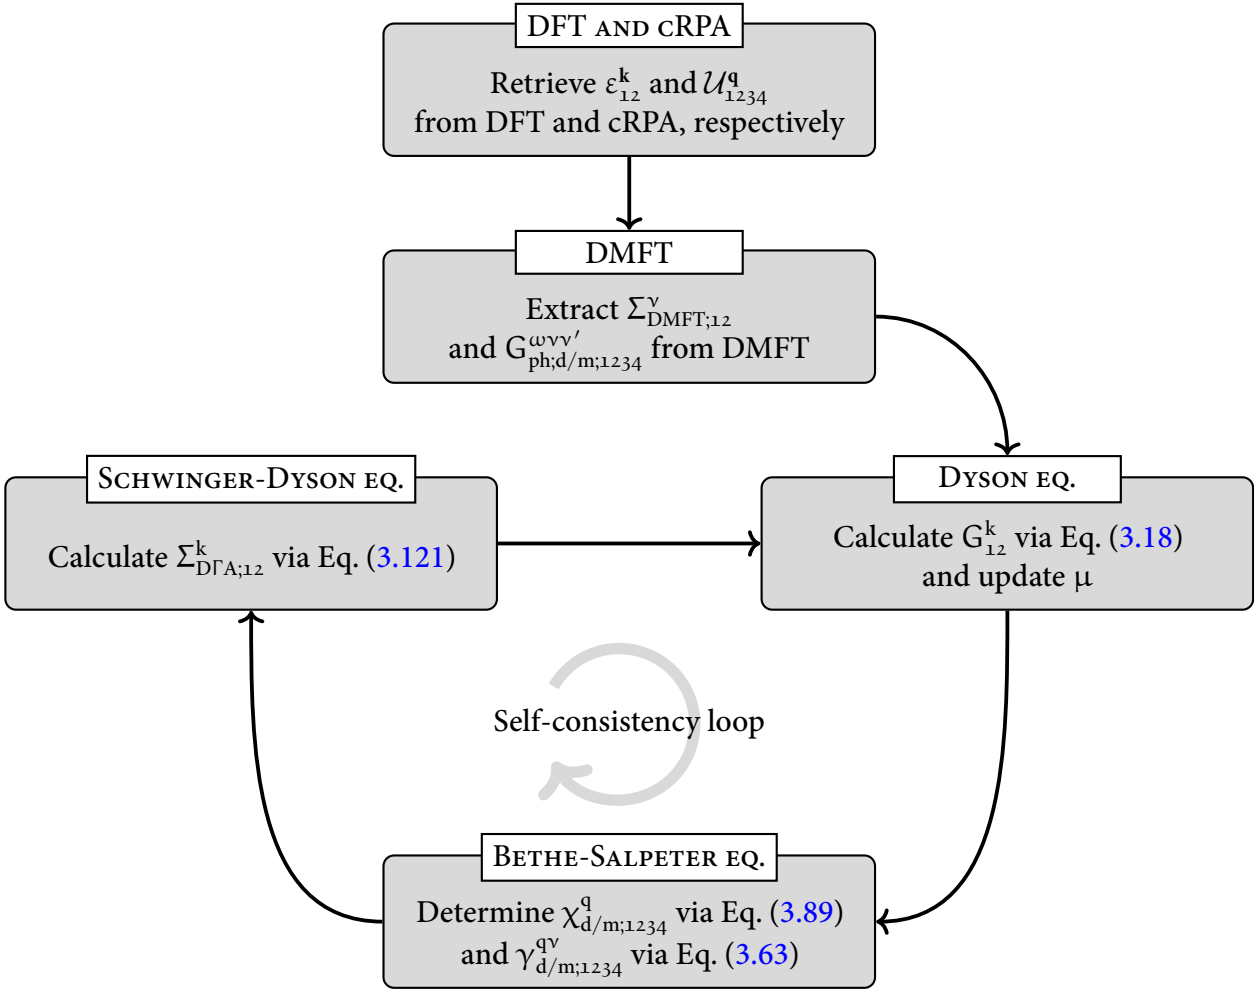 DFT AND CRPA
Retrieve ε₁₂ᵏ and 𝒰₁₂₃₄^q
from DFT and cRPA, respectively
DMFT
Extract Σ^ν_DMFT;12
and G^ωνν′_ph;d/m;1234 from DMFT
SCHWINGER-DYSON EQ.
Calculate Σ^k_DΓA;12 via Eq. (3.121)
DYSON EQ.
Calculate G^k_12 via Eq. (3.18)
and update μ
Self-consistency loop
BETHE-SALPETER EQ.
Determine χ^q_d/m;1234 via Eq. (3.89)
and γ^qν_d/m;1234 via Eq. (3.63)